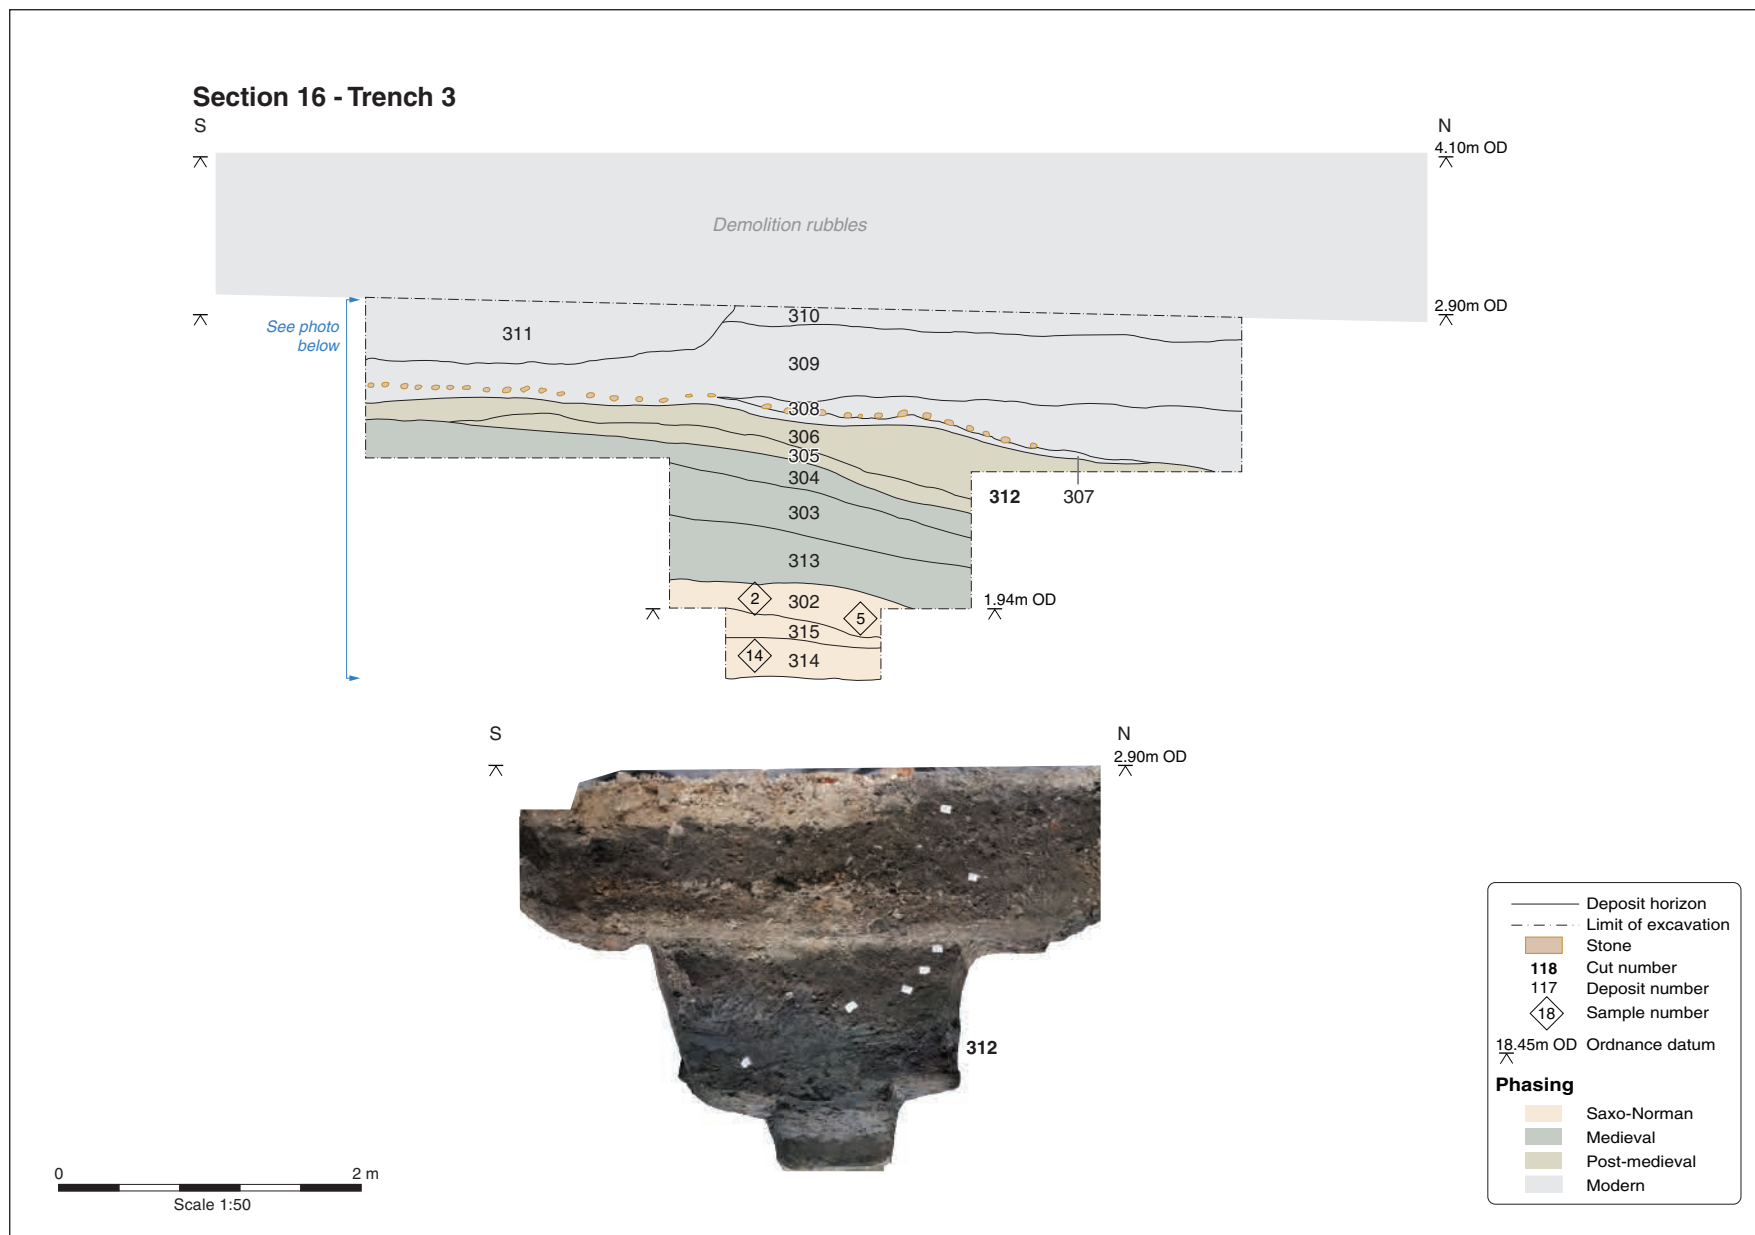 Section 16 - Trench 3
S
N
4.10m OD
Demolition rubbles
2.90m OD
See photo
below
310
311
309
308
306
305
304
312
307
303
313
1.94m OD
2
302
5
315
14
314
S
N
2.90m OD
312
0
2 m
Scale 1:50
Deposit horizon
Limit of excavation
Stone
118 Cut number
117 Deposit number
18 Sample number
18.45m OD Ordnance datum
Phasing
Saxo-Norman
Medieval
Post-medieval
Modern